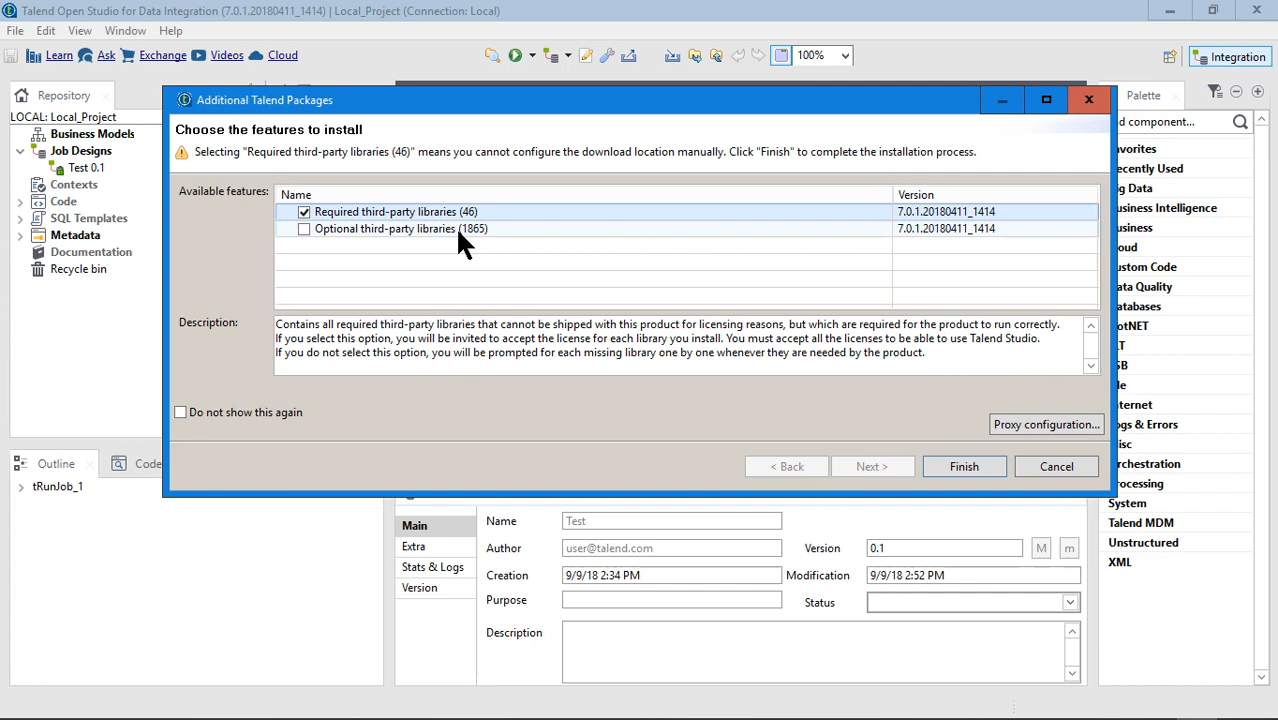 Talend Open Studio for Data Integration (7.0.1.20180411_1414) | Local_Project (Connection: Local)
File Edit View Window Help
Learn Ask Exchange Videos Cloud 100% Integration
Repository
LOCAL: Local_Project
Business Models
Job Designs
Test 0.1
Contexts
Code
SQL Templates
Metadata
Documentation
Recycle bin
Outline Code
tRunJob_1
Additional Talend Packages
Choose the features to install
Selecting "Required third-party libraries (46)" means you cannot configure the download location manually. Click "Finish" to complete the installation process.
Available features:
Name Version
Required third-party libraries (46) 7.0.1.20180411_1414
Optional third-party libraries (1865) 7.0.1.20180411_1414
Description:
Contains all required third-party libraries that cannot be shipped with this product for licensing reasons, but which are required for the product to run correctly.
If you select this option, you will be invited to accept the license for each library you install. You must accept all the licenses to be able to use Talend Studio.
If you do not select this option, you will be prompted for each missing library one by one whenever they are needed by the product.
Do not show this again
Proxy configuration...
< Back Next > Finish Cancel
Main
Extra
Stats & Logs
Version
Name Test
Author user@talend.com Version 0.1 M m
Creation 9/9/18 2:34 PM Modification 9/9/18 2:52 PM
Purpose Status
Description
Palette
nd component...
avorites
ecently Used
ig Data
usiness
oud
ustom Code
ata Quality
atabases
otNET
LT
SB
le
nternet
ogs & Errors
isc
rchestration
rocessing
System
Talend MDM
Unstructured
XML